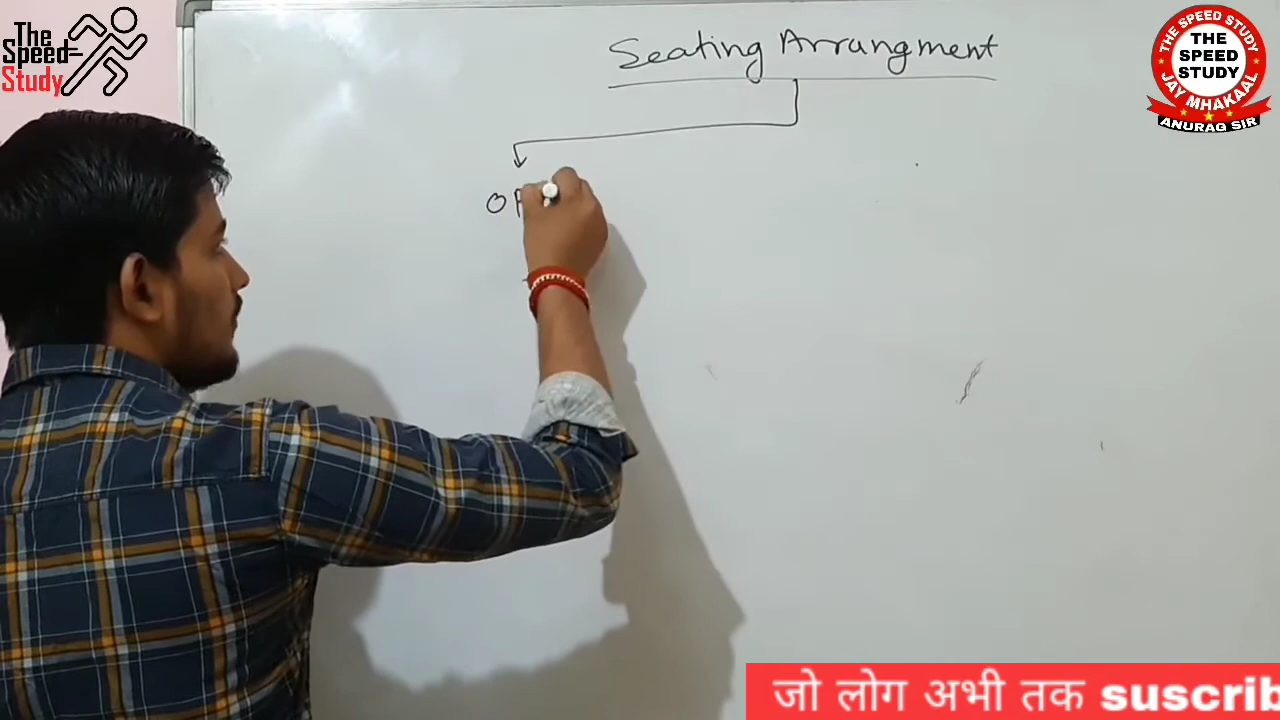 The
Speed
Study
Seating Arrangment
THE SPEED STUDY
THE
SPEED
STUDY
JAY MHAKAAL
ANURAG SIR
जो लोग अभी तक suscrib